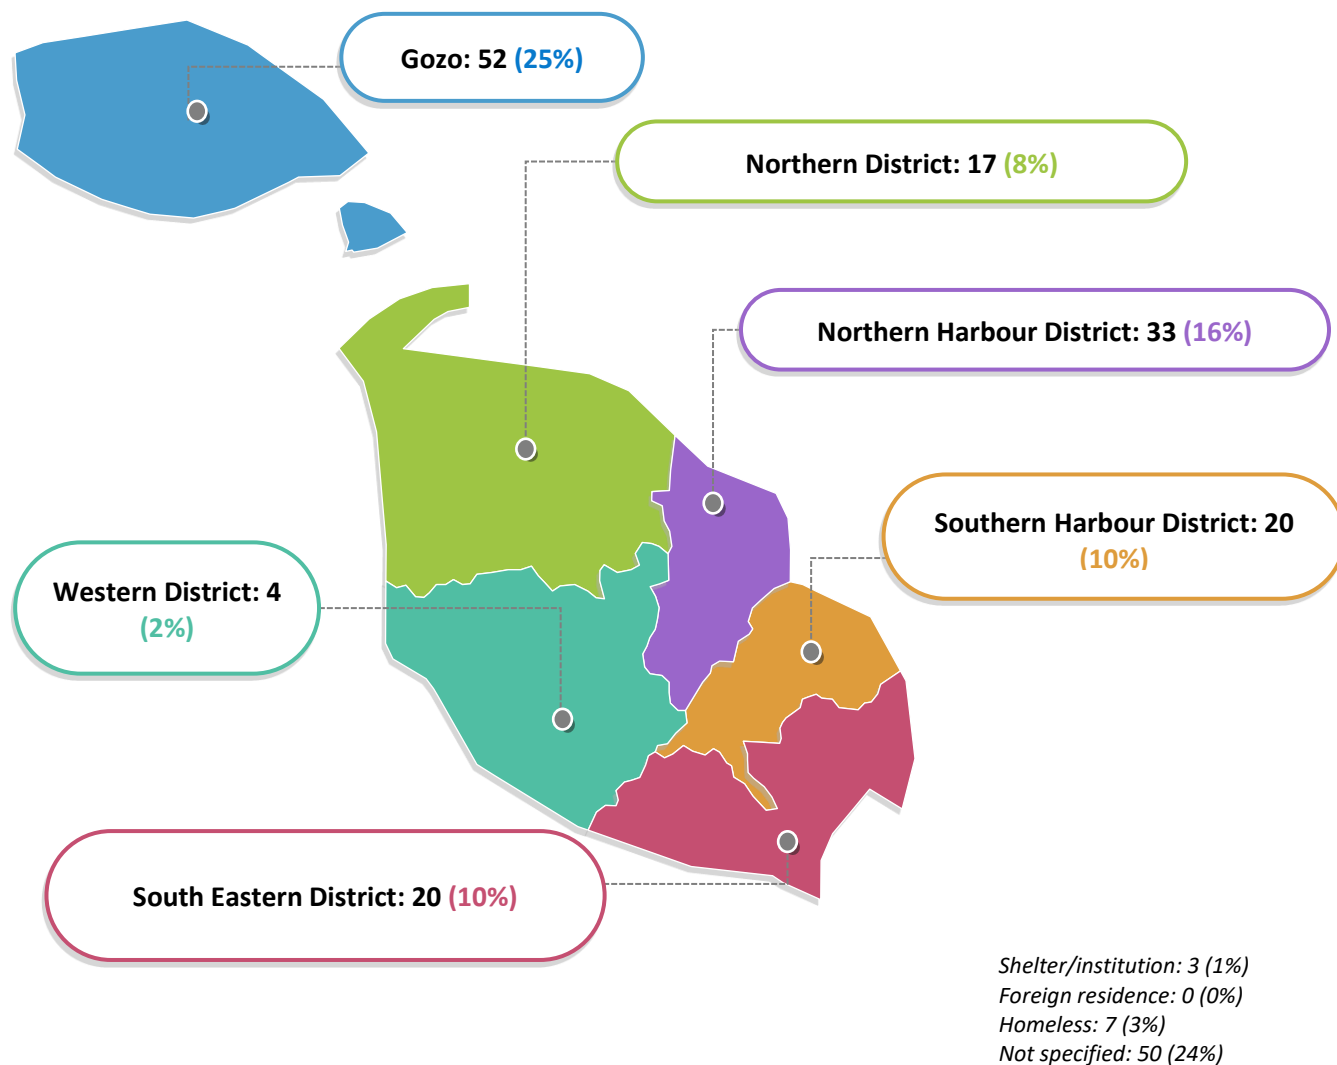 Gozo: 52 (25%)
Northern District: 17 (8%)
Northern Harbour District: 33 (16%)
Southern Harbour District: 20
(10%)
Western District: 4
(2%)
South Eastern District: 20 (10%)
Shelter/institution: 3 (1%)
Foreign residence: 0 (0%)
Homeless: 7 (3%)
Not specified: 50 (24%)